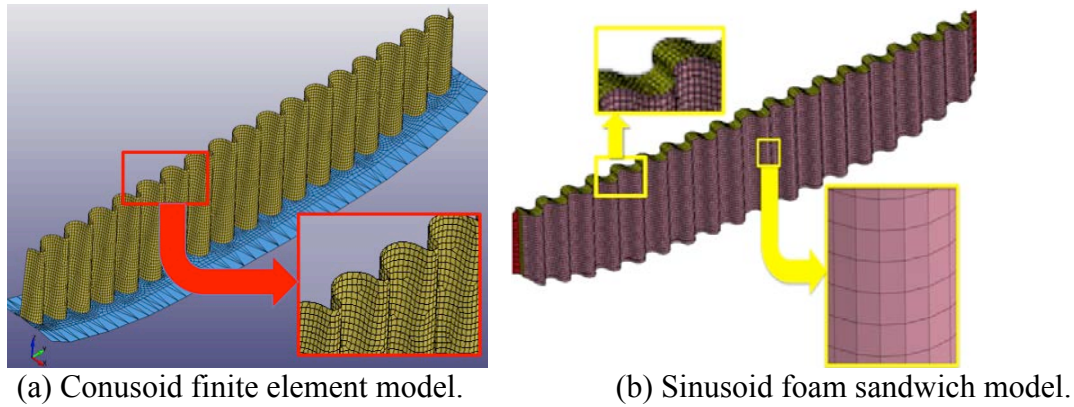 (a) Conusoid finite element model.
(b) Sinusoid foam sandwich model.